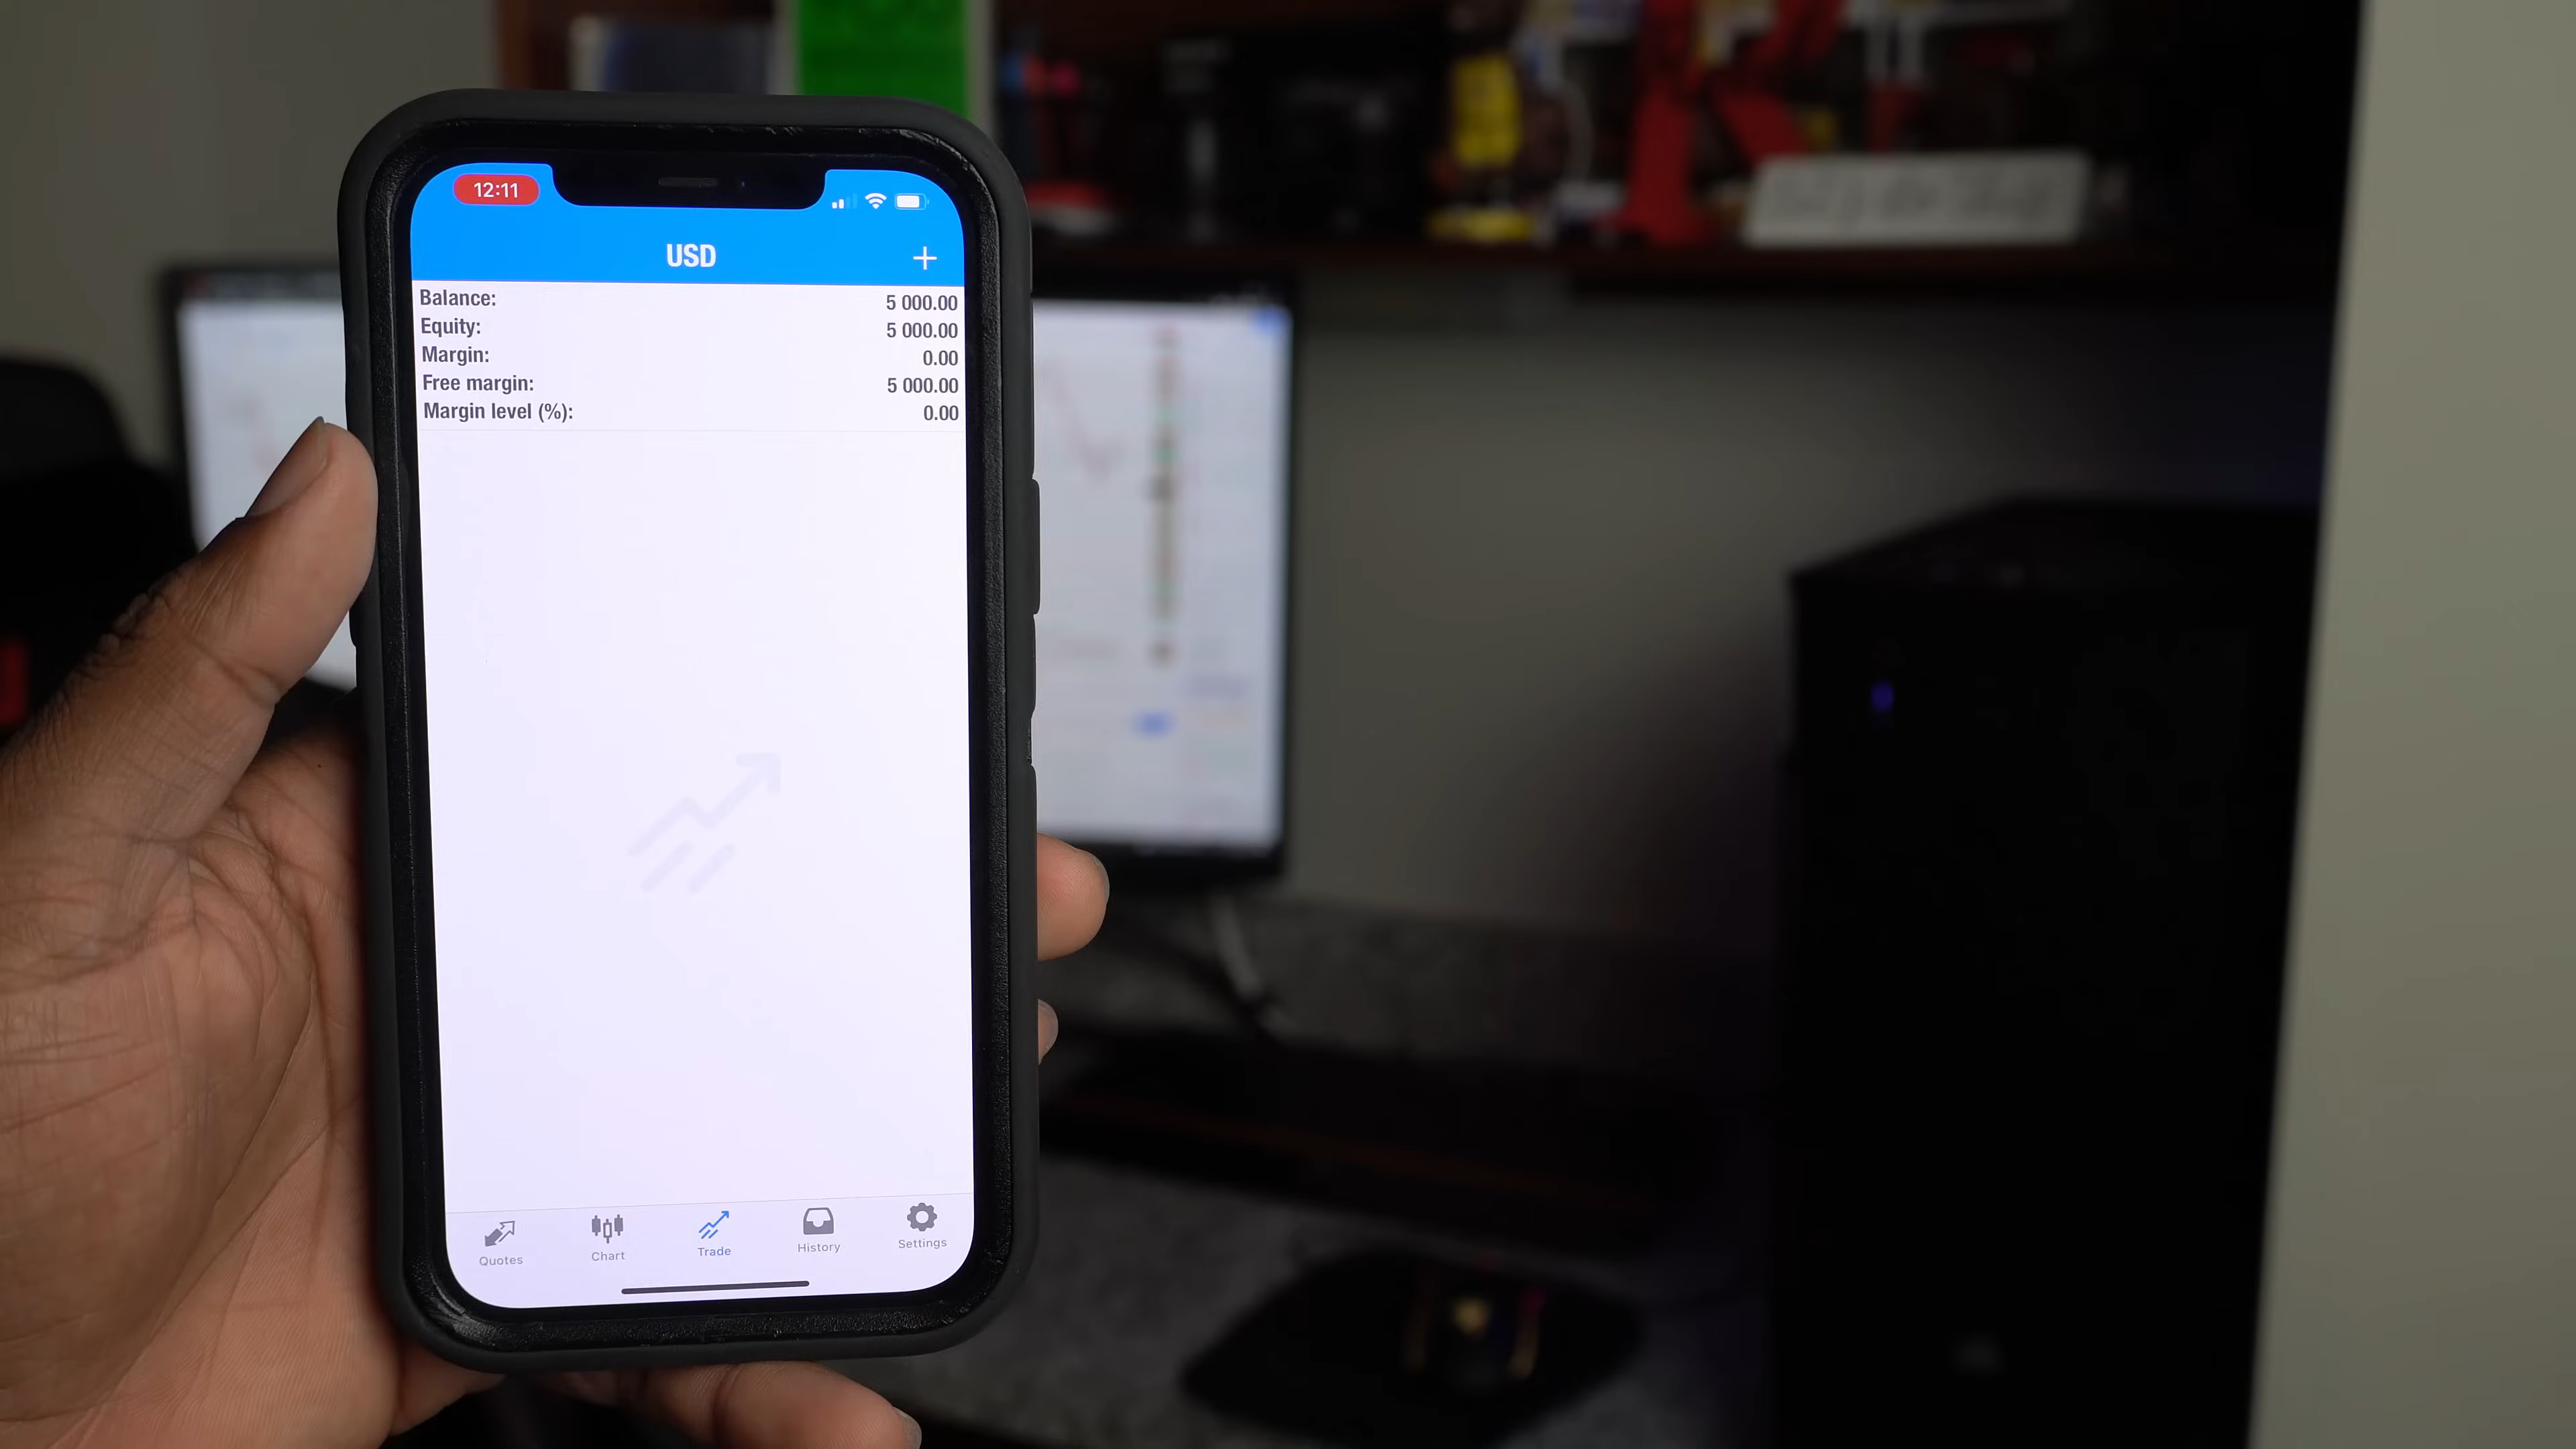 12:11
USD
Balance: 5 000.00
Equity: 5 000.00
Margin: 0.00
Free margin: 5 000.00
Margin level (%): 0.00
Quotes Chart Trade History Settings